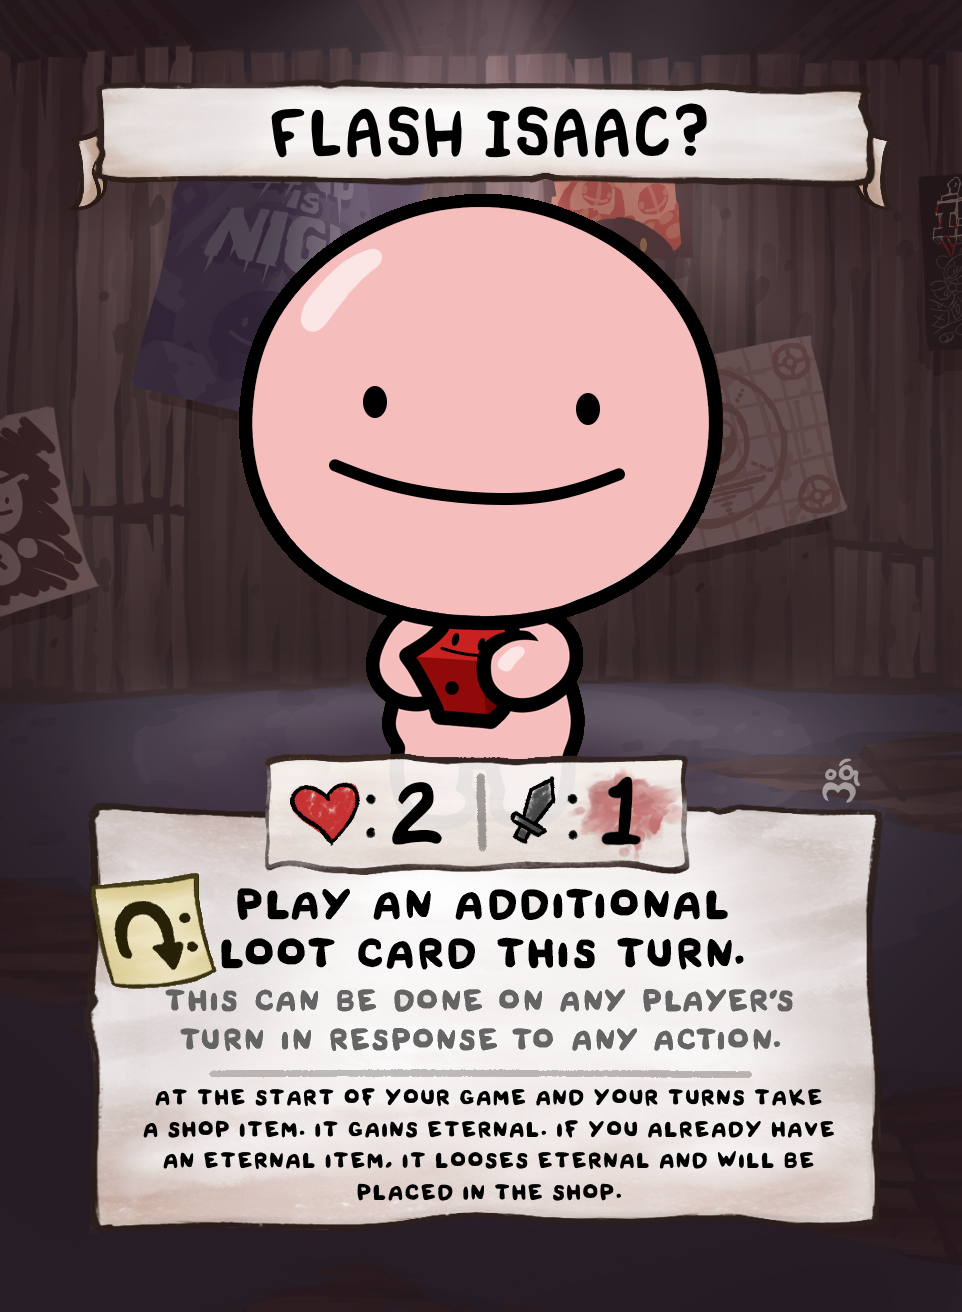 FLASH ISAAC?
IS
: 2 | : 1
PLAY AN ADDITIONAL
LOOT CARD THIS TURN.
THIS CAN BE DONE ON ANY PLAYER'S
TURN IN RESPONSE TO ANY ACTION.
AT THE START OF YOUR GAME AND YOUR TURNS TAKE
A SHOP ITEM. IT GAINS ETERNAL. IF YOU ALREADY HAVE
AN ETERNAL ITEM, IT LOOSES ETERNAL AND WILL BE
PLACED IN THE SHOP.